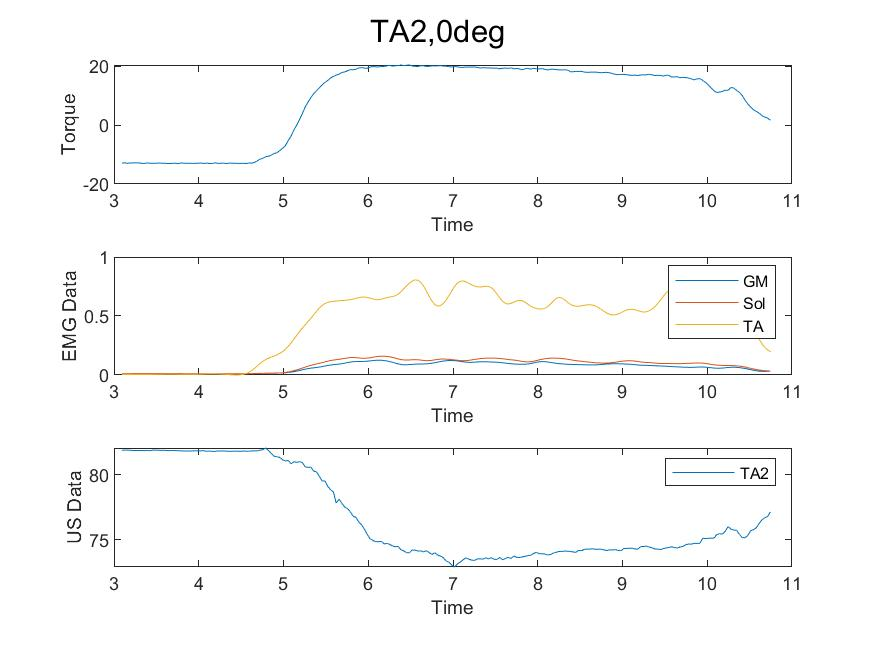 TA2,0deg
20
0
-20
Torque
3 4 5 6 7 8 9 10 11
Time
1
0.5
0
EMG Data
GM
Sol
TA
3 4 5 6 7 8 9 10 11
Time
80
75
US Data
TA2
3 4 5 6 7 8 9 10 11
Time